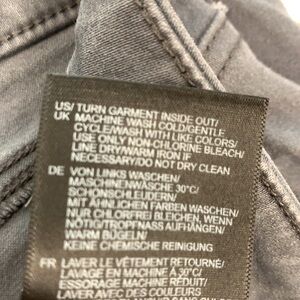 US/ TURN GARMENT INSIDE OUT/
UK MACHINE WASH COLD/GENTLE
CYCLE/WASH WITH LIKE COLORS/
USE ONLY NON-CHLORINE BLEACH/
LINE DRY/WARM IRON IF
NECESSARY/DO NOT DRY CLEAN
DE VON LINKS WASCHEN/
MASCHINENWÄSCHE 30°C/
SCHONSCHLEUDERN/
MIT ÄHNLICHEN FARBEN WASCHEN/
NUR CHLORFREI BLEICHEN, WENN
NÖTIG/TROPFNASS AUFHÄNGEN/
WARM BÜGELN/
KEINE CHEMISCHE REINIGUNG
FR LAVER LE VÊTEMENT RETOURNÉ/
LAVAGE EN MACHINE À 30°C/
ESSORAGE MACHINE RÉDUIT/
LAVER AVEC DES COULEURS